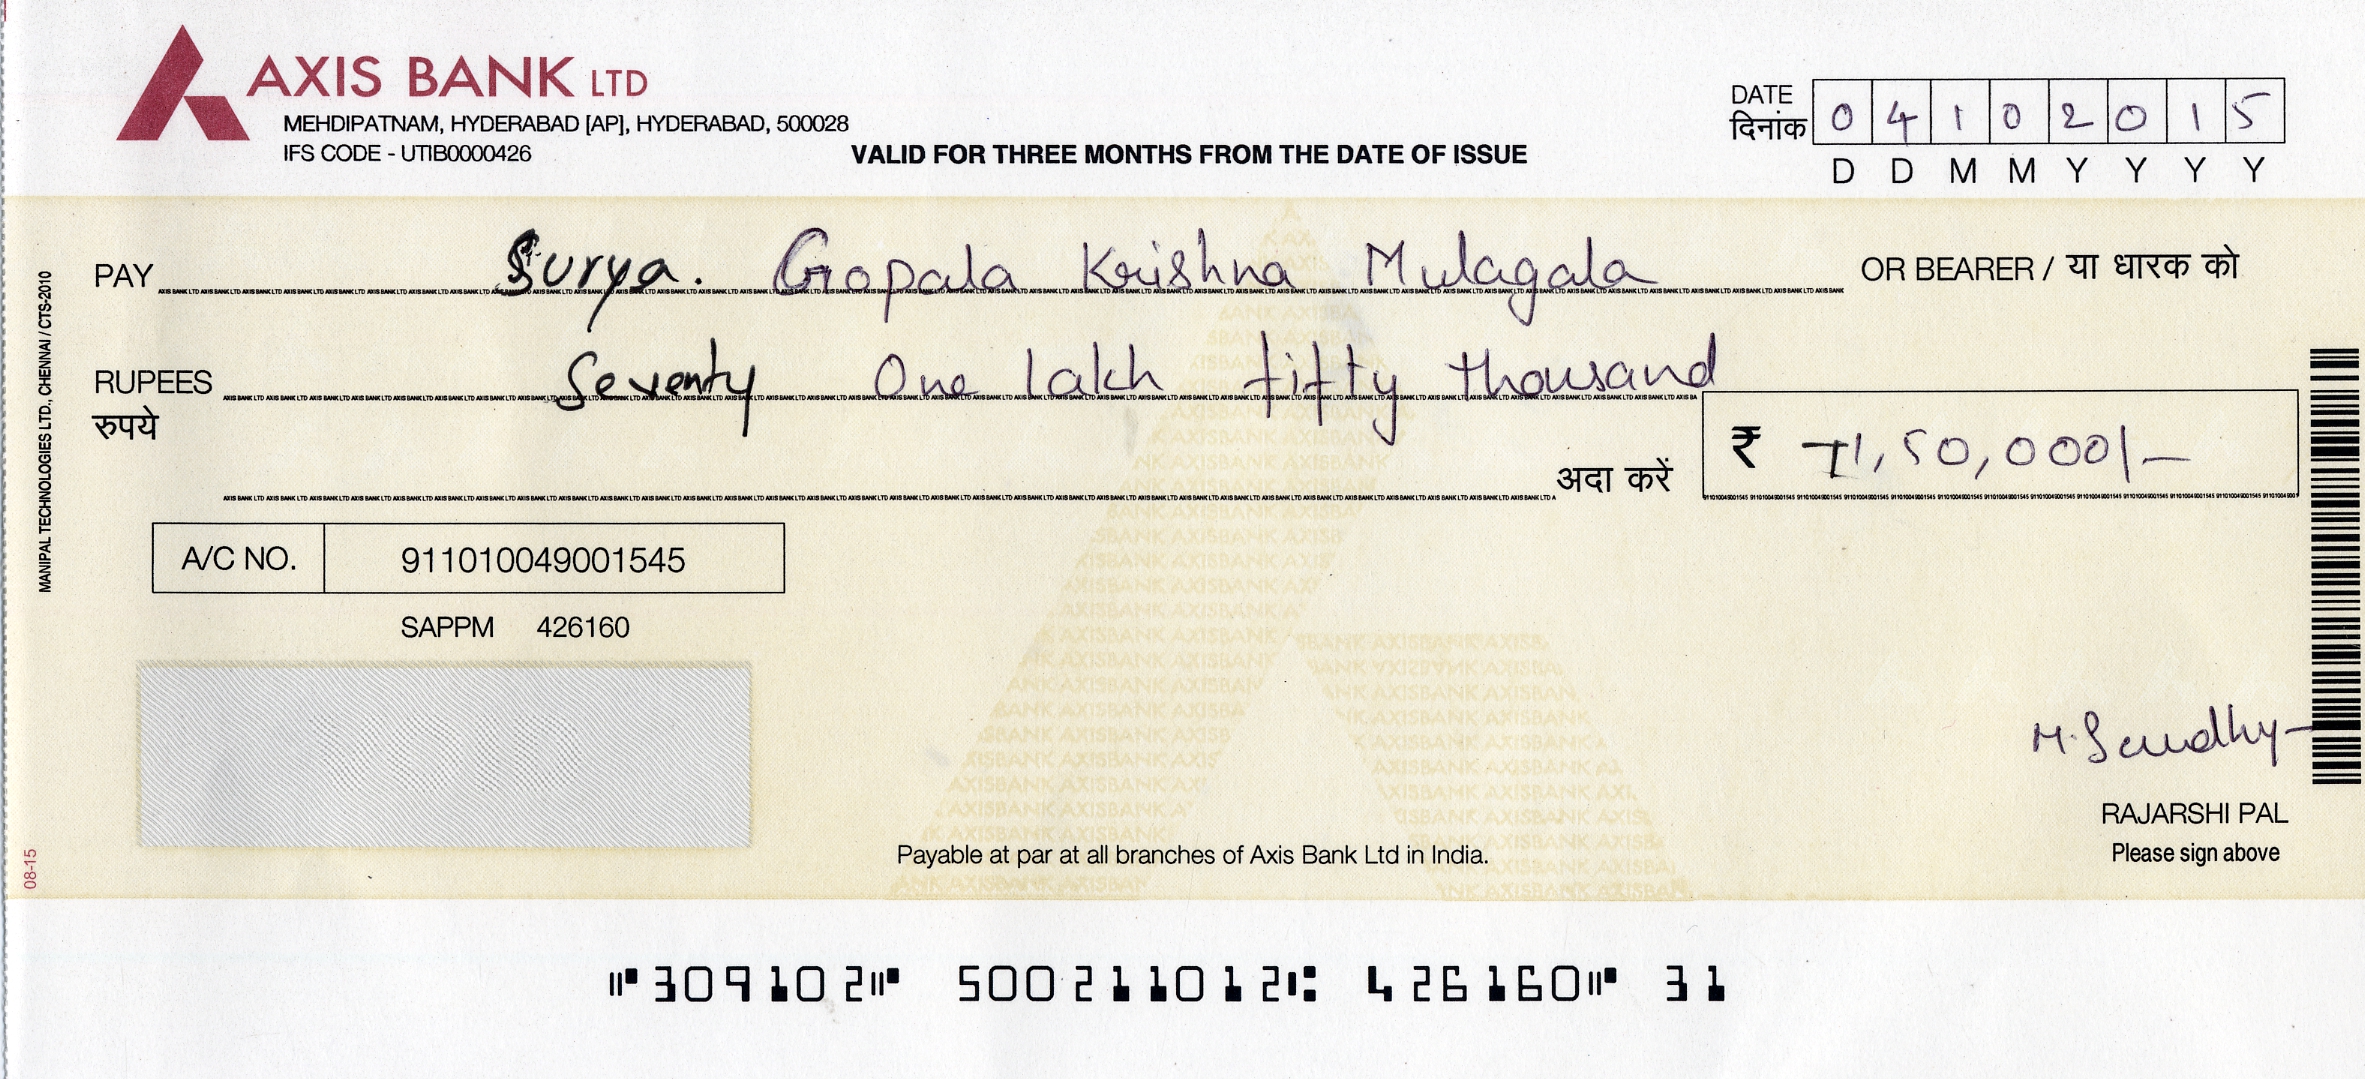 AXIS BANK LTD
MEHDIPATNAM, HYDERABAD [AP], HYDERABAD, 500028
IFS CODE - UTIB0000426
VALID FOR THREE MONTHS FROM THE DATE OF ISSUE
DATE
दिनांक
0 4 1 0 2 0 1 5
D D M M Y Y Y Y
PAY Surya. Gopala Krishna Mulagala OR BEARER / या धारक को
RUPEES Seventy One lakh fifty thousand
रुपये
अदा करें ₹ 71,50,000/-
A/C NO. 911010049001545
SAPPM 426160
VOID
M. Sandhy
RAJARSHI PAL
Please sign above
Payable at par at all branches of Axis Bank Ltd in India.
MANIPAL TECHNOLOGIES LTD., CHENNAI / CTS-2010
08-15
⑈309102⑈ 500211012⑆ 426160⑈ 31